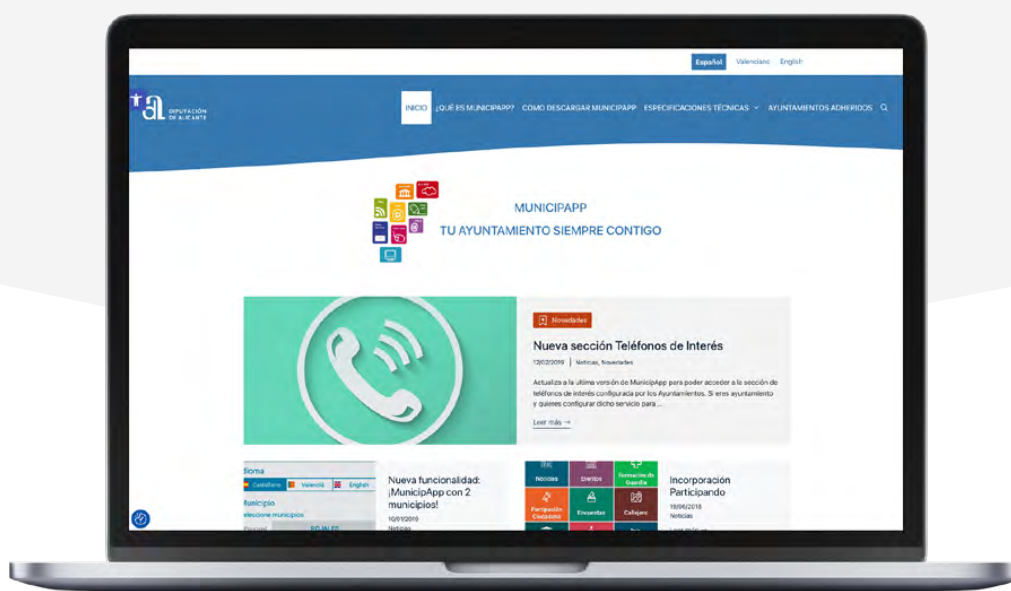 Español Valenciano English
DIPUTACIÓN
DE ALICANTE
INICIO ¿QUÉ ES MUNICIPAPP? COMO DESCARGAR MUNICIPAPP ESPECIFICACIONES TÉCNICAS AYUNTAMIENTOS ADHERIDOS
MUNICIPAPP
TU AYUNTAMIENTO SIEMPRE CONTIGO
Novedades
Nueva sección Teléfonos de Interés
12/02/2019 | Noticias, Novedades
Actualiza a la ultima versión de MunicipApp para poder acceder a la sección de
teléfonos de interés configurada por los Ayuntamientos. Si eres ayuntamiento
y quieres configurar dicho servicio para ...
Leer más →
Idioma
Castellano Valencià English
Municipio
seleccione municipios
Nueva funcionalidad:
¡MunicipApp con 2
municipios!
10/01/2019
Noticias
Noticias Eventos Farmacias de
Guardia
Participación
Ciudadana Encuestas Callejero
Incorporación
Participando
19/06/2018
Noticias